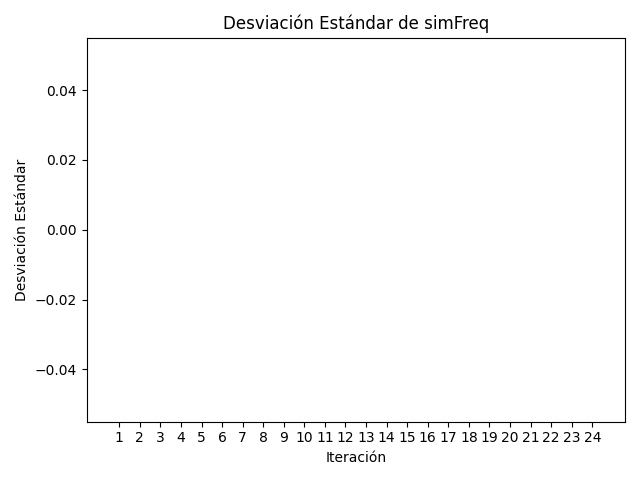 Desviación Estándar de simFreq
0.04
0.02
0.00
−0.02
−0.04
Desviación Estándar
1 2 3 4 5 6 7 8 9 10 11 12 13 14 15 16 17 18 19 20 21 22 23 24
Iteración